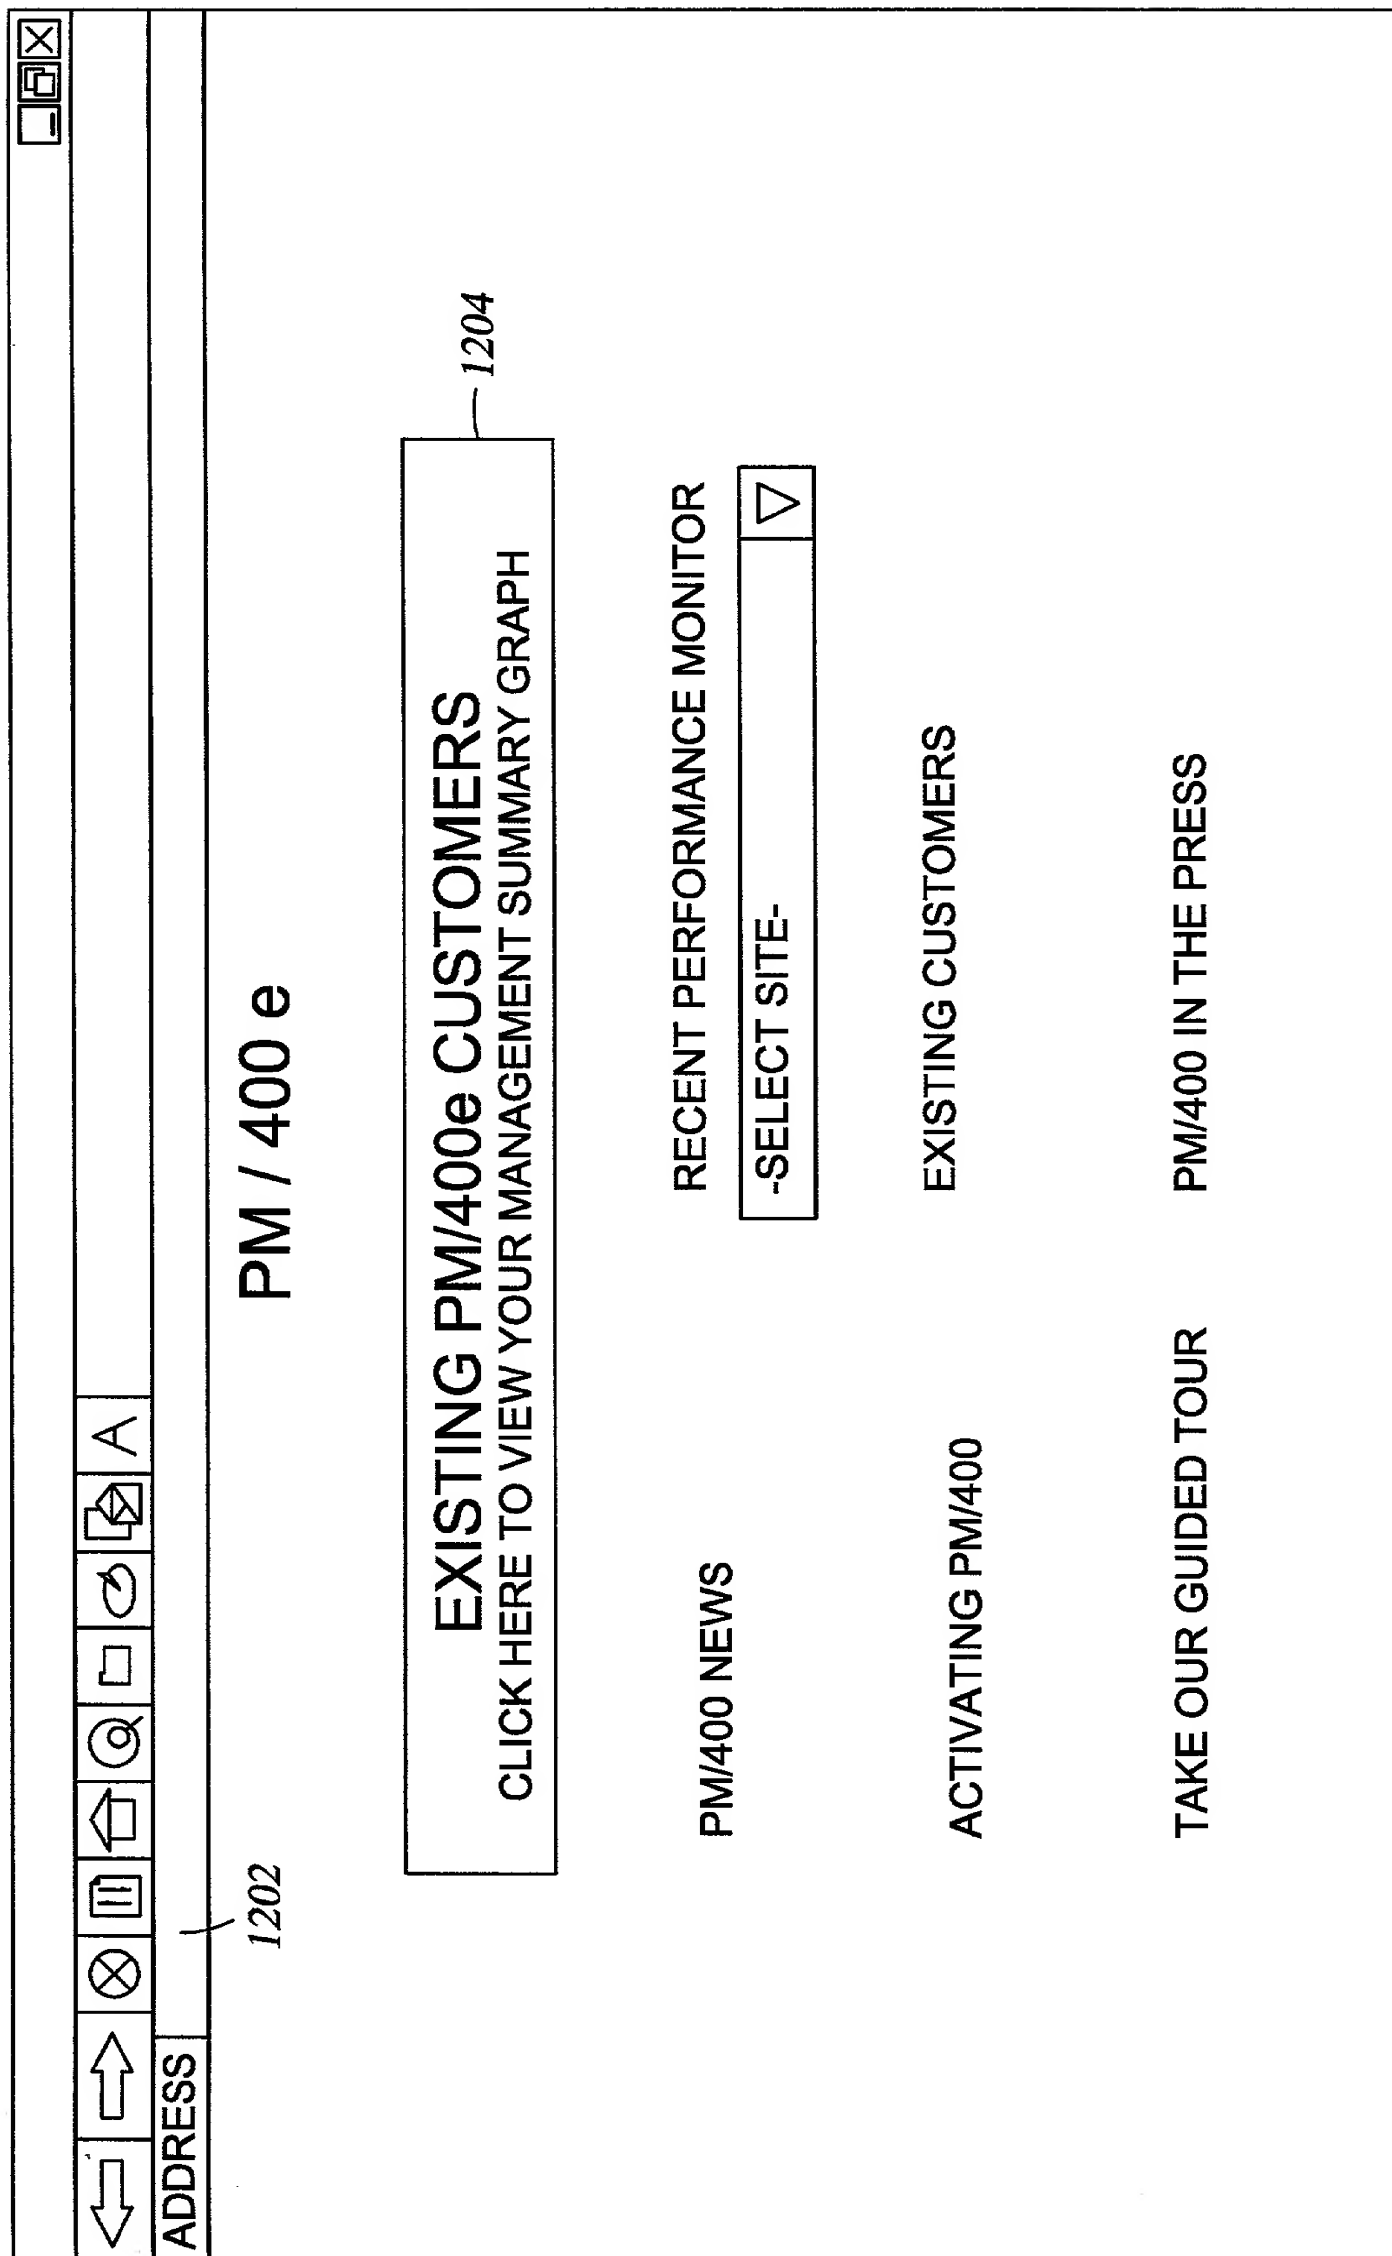 A
ADDRESS
1202
PM / 400 e
EXISTING PM/400e CUSTOMERS
CLICK HERE TO VIEW YOUR MANAGEMENT SUMMARY GRAPH
1204
PM/400 NEWS
RECENT PERFORMANCE MONITOR
-SELECT SITE-
ACTIVATING PM/400
EXISTING CUSTOMERS
TAKE OUR GUIDED TOUR
PM/400 IN THE PRESS